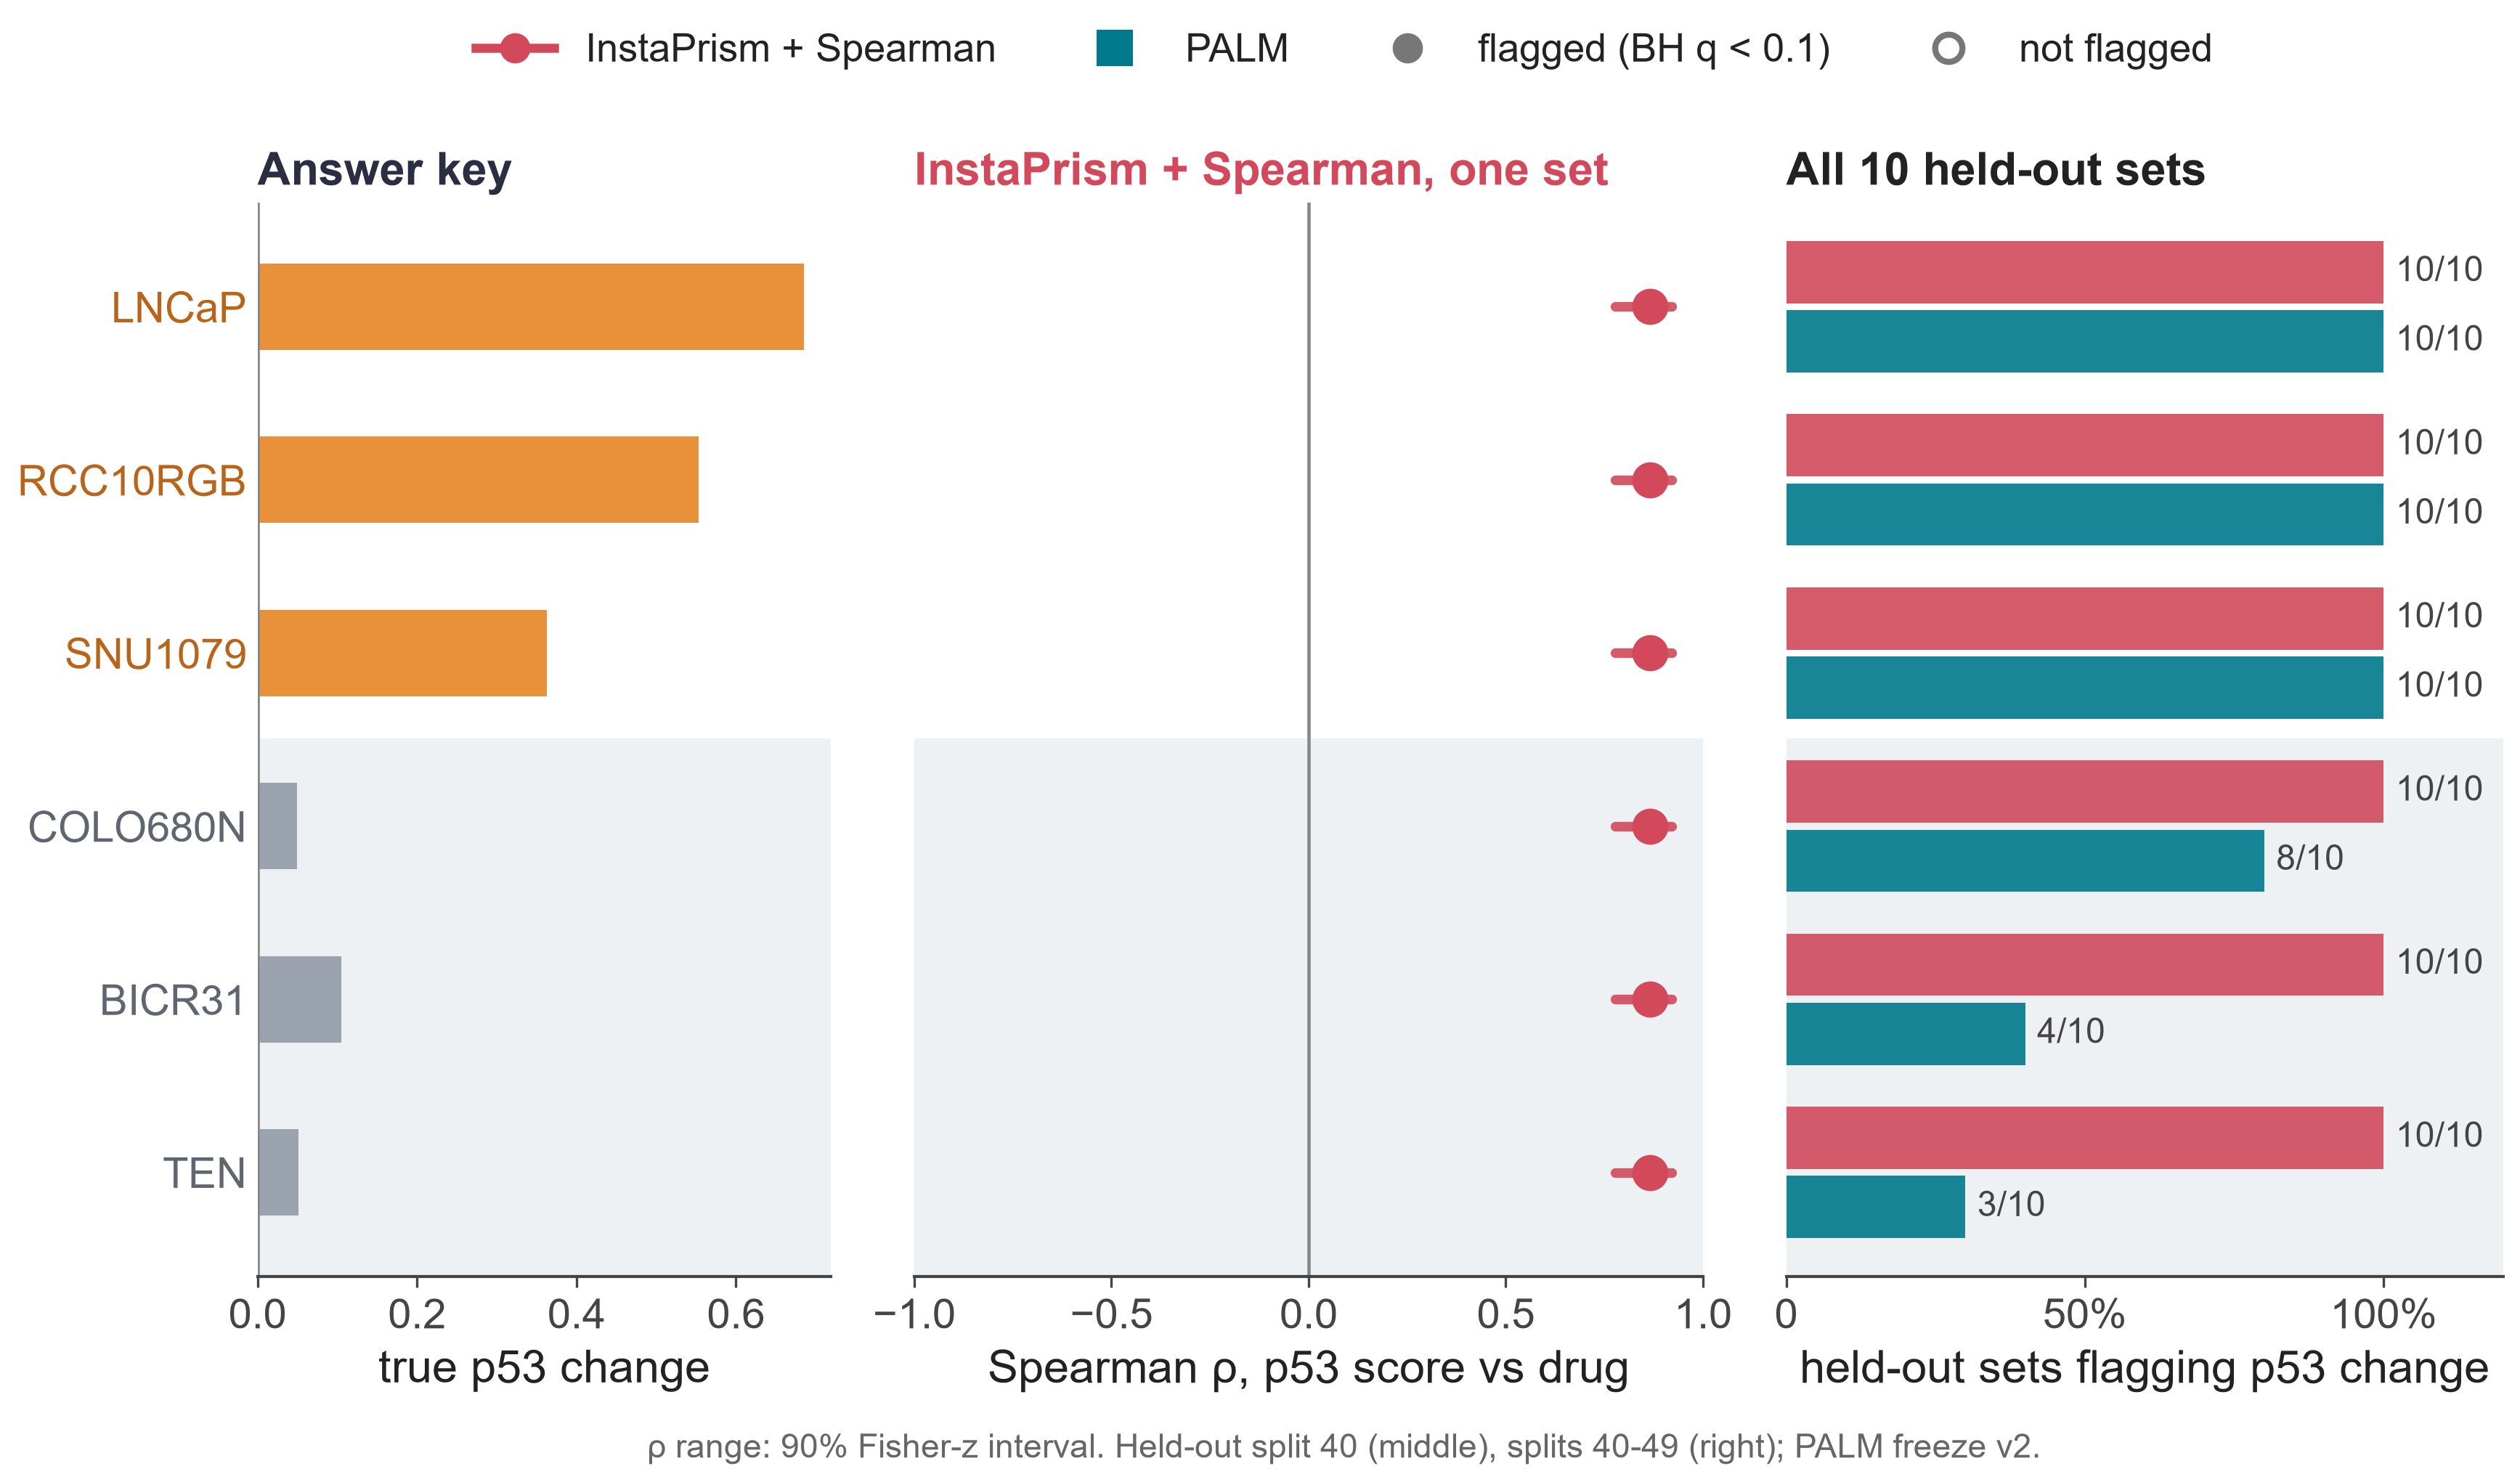 InstaPrism + Spearman
PALM
flagged (BH q < 0.1)
not flagged
Answer key
InstaPrism + Spearman, one set
All 10 held-out sets
LNCaP
10/10
10/10
RCC10RGB
10/10
10/10
SNU1079
10/10
10/10
COLO680N
10/10
8/10
BICR31
10/10
4/10
TEN
10/10
3/10
0.0 0.2 0.4 0.6
−1.0 −0.5 0.0 0.5 1.0
0 50% 100%
true p53 change
Spearman ρ, p53 score vs drug
held-out sets flagging p53 change
ρ range: 90% Fisher-z interval. Held-out split 40 (middle), splits 40-49 (right); PALM freeze v2.